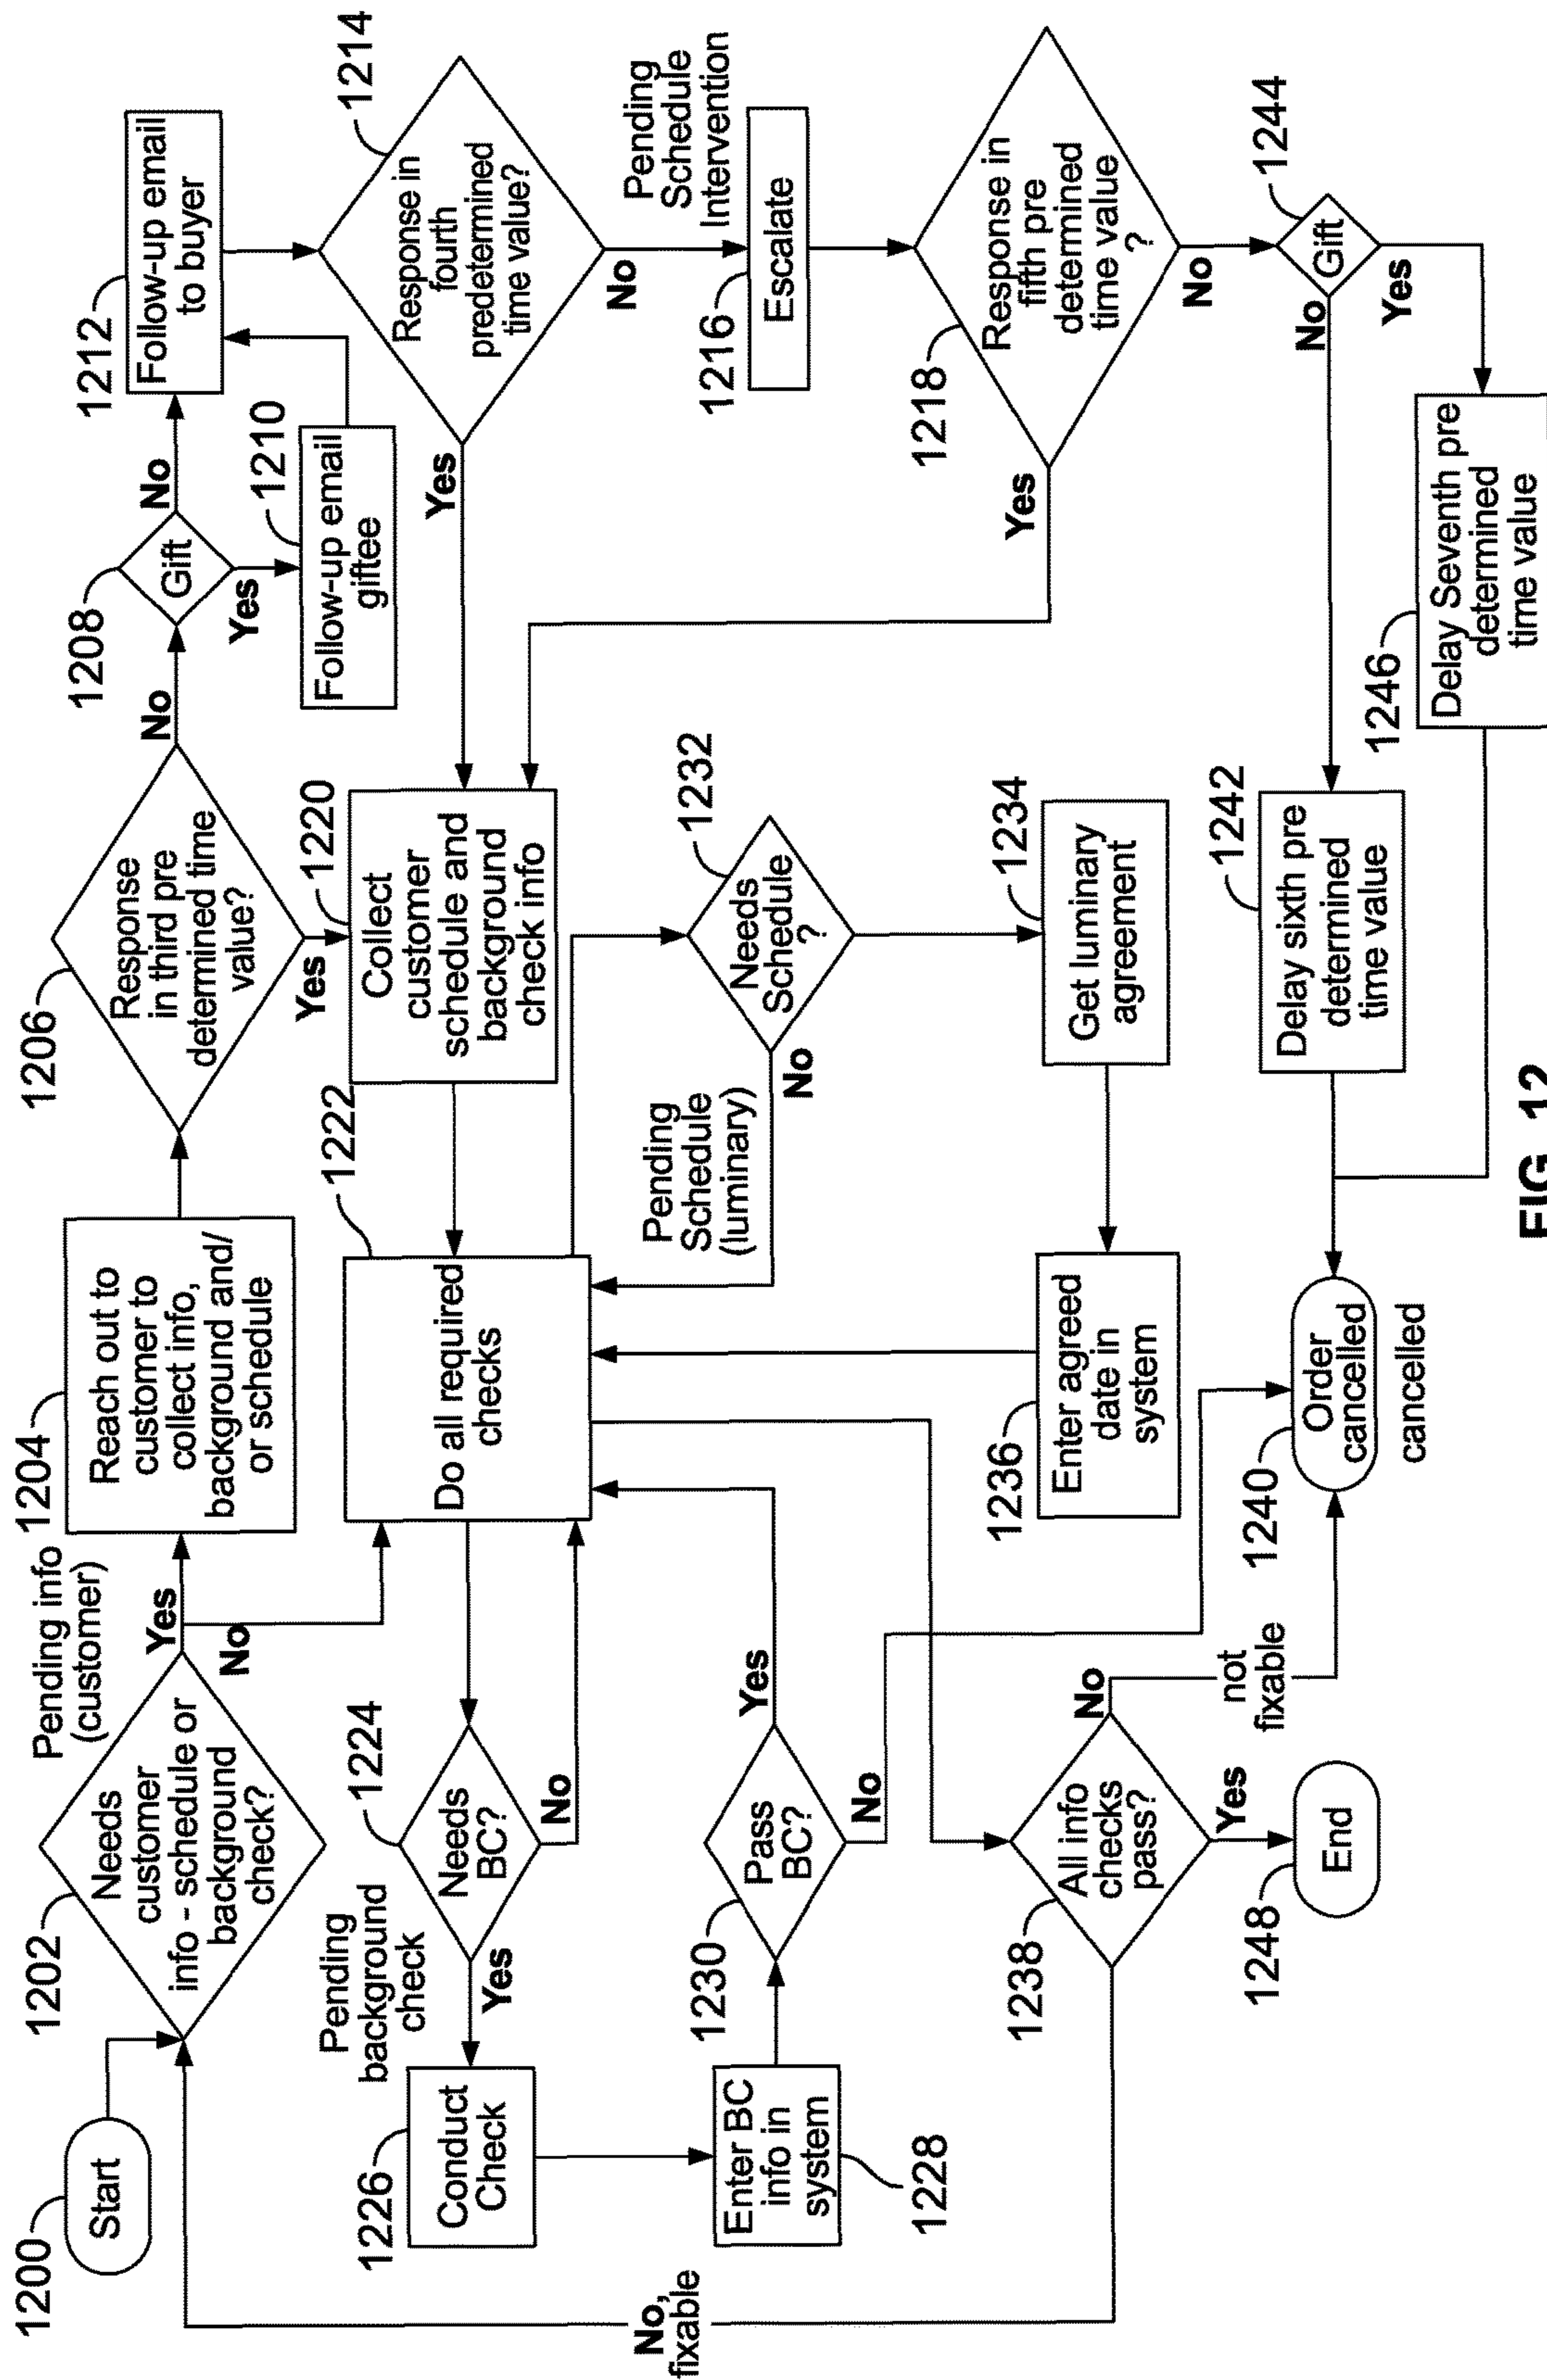 1200
Start
1202
Needs
customer
info - schedule or
background
check?
Pending info
(customer)
Yes
No
1204
Reach out to
customer to
collect info,
background and/
or schedule
1206
Response
in third pre
determined time
value?
No
Yes
1208
Gift
No
Yes
1210
Follow-up email
giftee
1212
Follow-up email
to buyer
1214
Response in
fourth
predetermined
time value?
Yes
No
Pending
Schedule
Intervention
1216
Escalate
1218
Response in
fifth pre
determined
time value
?
Yes
No
1220
Collect
customer
schedule and
background
check info
1222
Do all required
checks
1224
Needs
BC?
No
Yes
Pending
background
check
1226
Conduct
Check
1228
Enter BC
info in
system
1230
Pass
BC?
Yes
No
1232
Needs
Schedule
?
No
Pending
Schedule
(luminary)
1234
Get luminary
agreement
1236
Enter agreed
date in
system
1238
All info
checks
pass?
No
not
fixable
Yes
No,
fixable
1248
End
1240
Order
cancelled
cancelled
1242
Delay sixth pre
determined
time value
1244
Gift
No
Yes
1246
Delay Seventh pre
determined
time value
FIG. 12